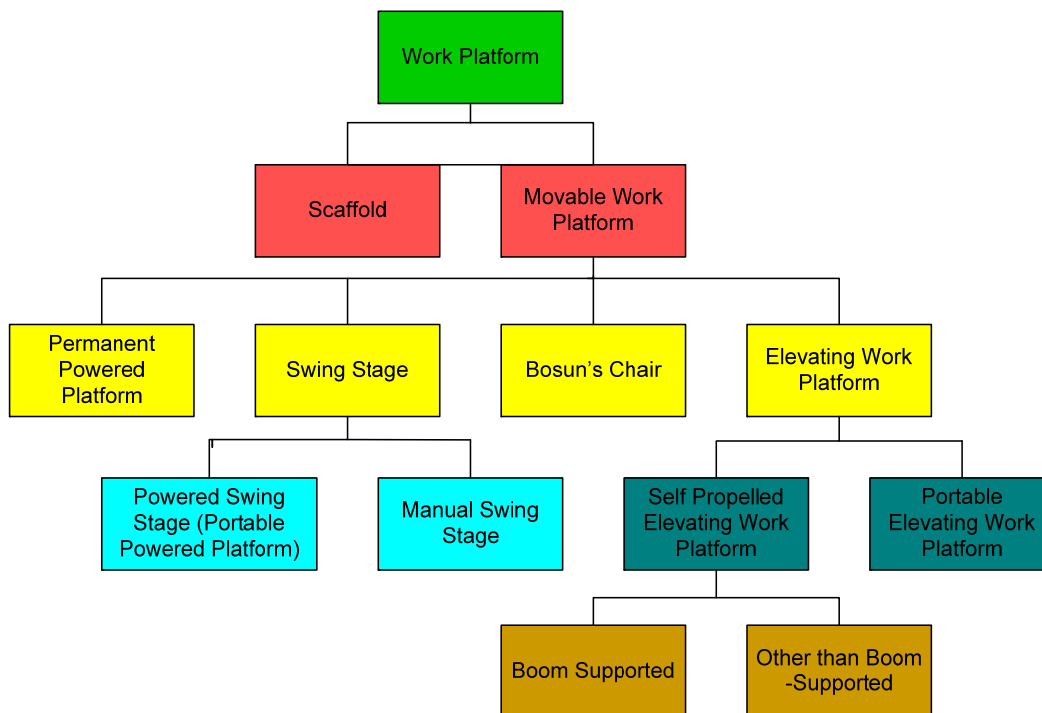 Work Platform
Scaffold
Movable Work
Platform
Permanent
Powered
Platform
Swing Stage
Bosun's Chair
Elevating Work
Platform
Powered Swing
Stage (Portable
Powered Platform)
Manual Swing
Stage
Self Propelled
Elevating Work
Platform
Portable
Elevating Work
Platform
Boom Supported
Other than Boom
-Supported